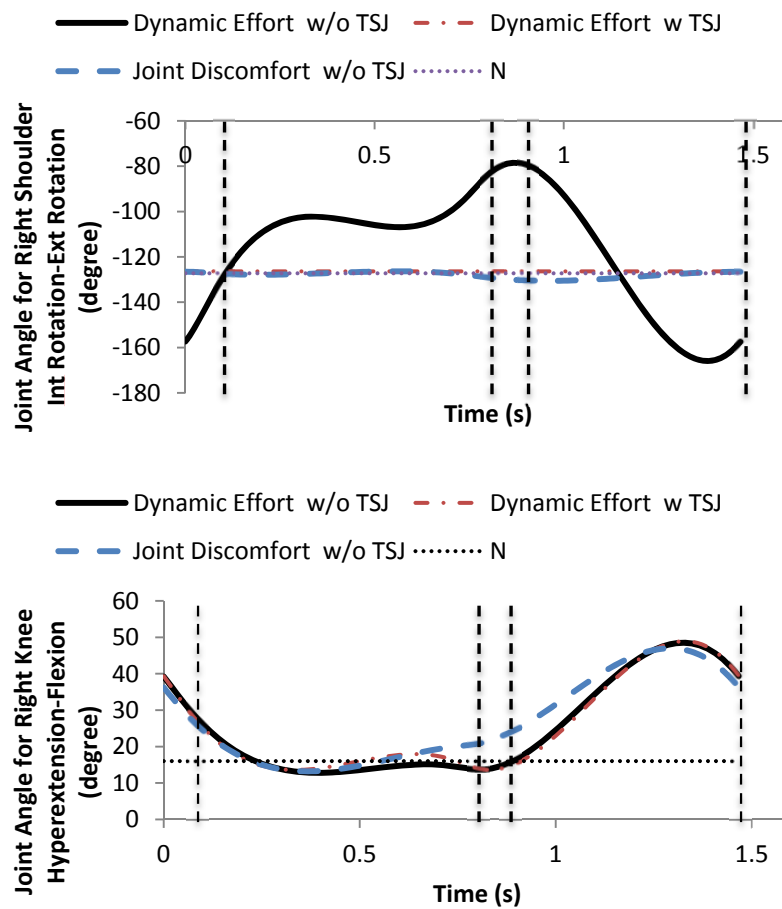 Dynamic Effort w/o TSJ
Dynamic Effort w TSJ
Joint Discomfort w/o TSJ
N
Joint Angle for Right Shoulder
Int Rotation-Ext Rotation
(degree)
-60
-80
-100
-120
-140
-160
-180
0
0.5
1
1.5
Time (s)
Dynamic Effort w/o TSJ
Dynamic Effort w TSJ
Joint Discomfort w/o TSJ
N
Joint Angle for Right Knee
Hyperextension-Flexion
(degree)
60
50
40
30
20
10
0
0
0.5
1
1.5
Time (s)